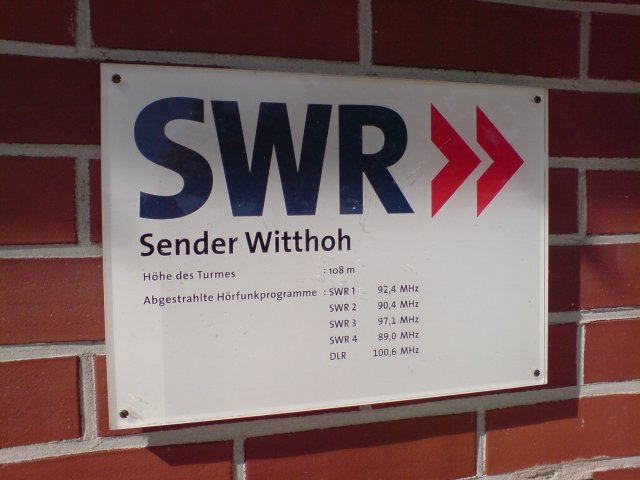 SWR
Sender Witthoh
Höhe des Turmes : 108 m
Abgestrahlte Hörfunkprogramme : SWR 1 92,4 MHz
SWR 2 90,4 MHz
SWR 3 97,1 MHz
SWR 4 89,0 MHz
DLR 100,6 MHz